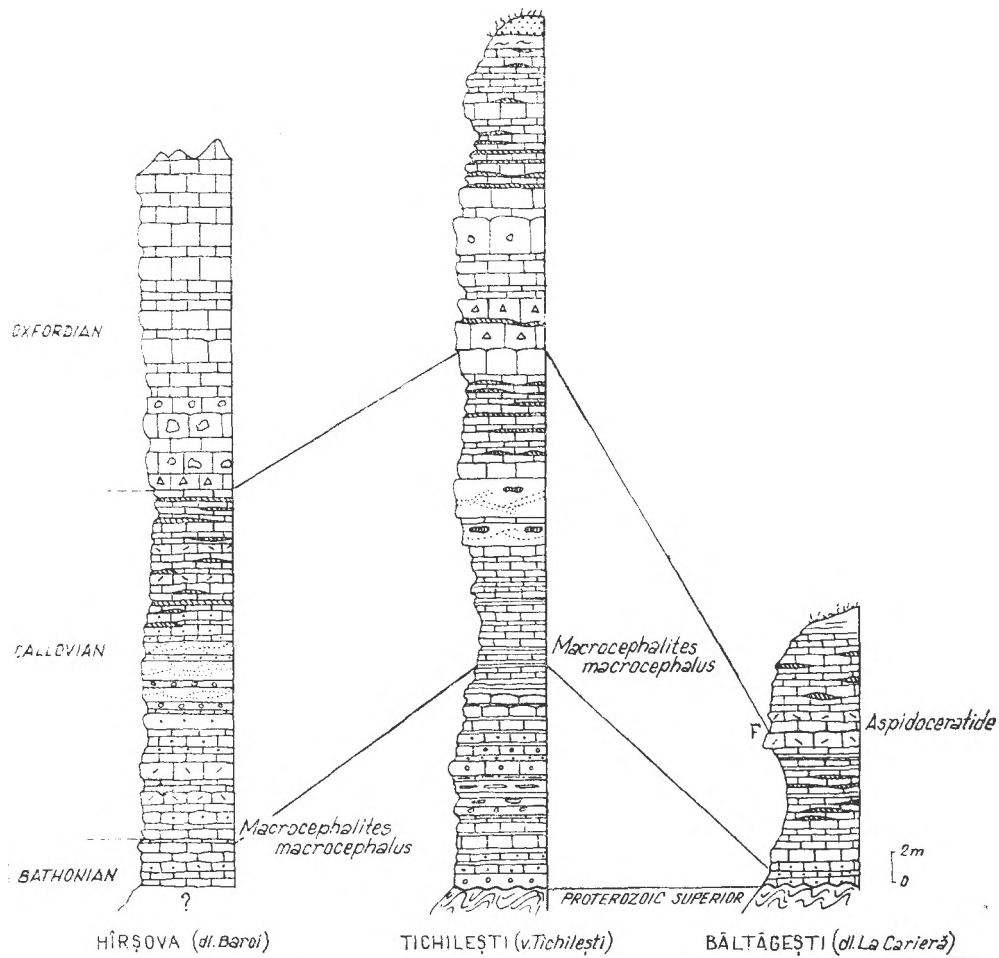 OXFORDIAN
CALLOVIAN
BATHONIAN
Macrocephalites
macrocephalus
Macrocephalites
macrocephalus
F
Aspidoceratide
2m
0
?
PROTEROZOIC SUPERIOR
HÎRȘOVA (dl. Baroi)
TICHILEȘTI (v. Tichilești)
BĂLTĂGEȘTI (dl. La Carieră)